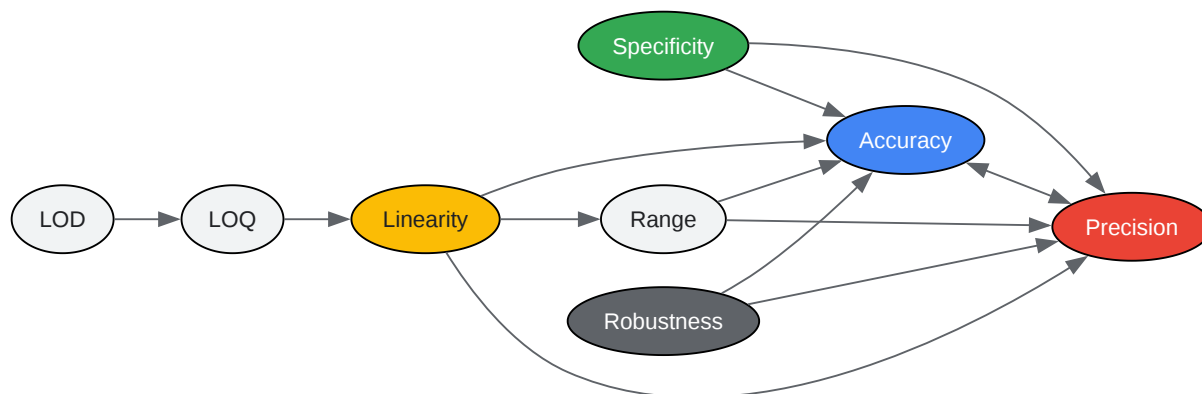 Specificity
Accuracy
LOD
LOQ
Linearity
Range
Precision
Robustness